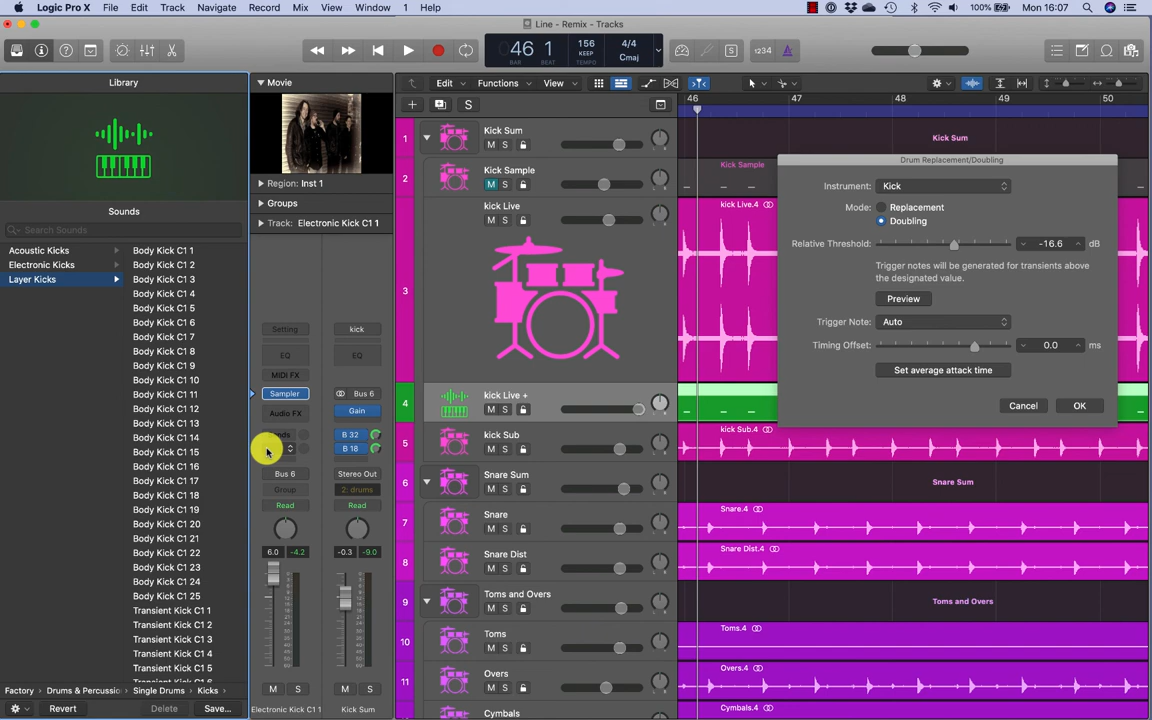 Logic Pro X File Edit Track Navigate Record Mix View Window 1 Help 100% Mon 16:07
Line - Remix - Tracks
46 1 156 KEEP 4/4 Cmaj 1234
BAR BEAT TEMPO
Library
Movie
Edit Functions View
46 47 48 49 50
S
Sounds
Search Sounds
Acoustic Kicks
Electronic Kicks
Layer Kicks
Body Kick C1 1
Body Kick C1 2
Body Kick C1 3
Body Kick C1 4
Body Kick C1 5
Body Kick C1 6
Body Kick C1 7
Body Kick C1 8
Body Kick C1 9
Body Kick C1 10
Body Kick C1 11
Body Kick C1 12
Body Kick C1 13
Body Kick C1 14
Body Kick C1 15
Body Kick C1 16
Body Kick C1 17
Body Kick C1 18
Body Kick C1 19
Body Kick C1 20
Body Kick C1 21
Body Kick C1 22
Body Kick C1 23
Body Kick C1 24
Body Kick C1 25
Transient Kick C1 1
Transient Kick C1 2
Transient Kick C1 3
Transient Kick C1 4
Transient Kick C1 5
Factory Drums & Percussio Single Drums Kicks
Revert Delete Save...
Region: Inst 1
Groups
Track: Electronic Kick C1 1
Setting kick
EQ EQ
MIDI FX
Sampler Bus 6
Audio FX Gain
B 32
B 18
Bus 6 Stereo Out
Group 2: drums
Read Read
6.0 -4.2 -0.3 -9.0
M S M S
Electronic Kick C1 1 Kick Sum
1 Kick Sum
M S
2 Kick Sample
M S
3 kick Live
M S
4 kick Live +
M S
5 kick Sub
M S
6 Snare Sum
M S
7 Snare
M S
8 Snare Dist
M S
9 Toms and Overs
M S
10 Toms
M S
11 Overs
M S
Cymbals
Kick Sum
Kick Sample
kick Live.4
kick Sub.4
Snare Sum
Snare.4
Snare Dist.4
Toms and Overs
Toms.4
Overs.4
Cymbals.4
Drum Replacement/Doubling
Instrument: Kick
Mode: Replacement
Doubling
Relative Threshold: -16.6 dB
Trigger notes will be generated for transients above
the designated value.
Preview
Trigger Note: Auto
Timing Offset: 0.0 ms
Set average attack time
Cancel OK